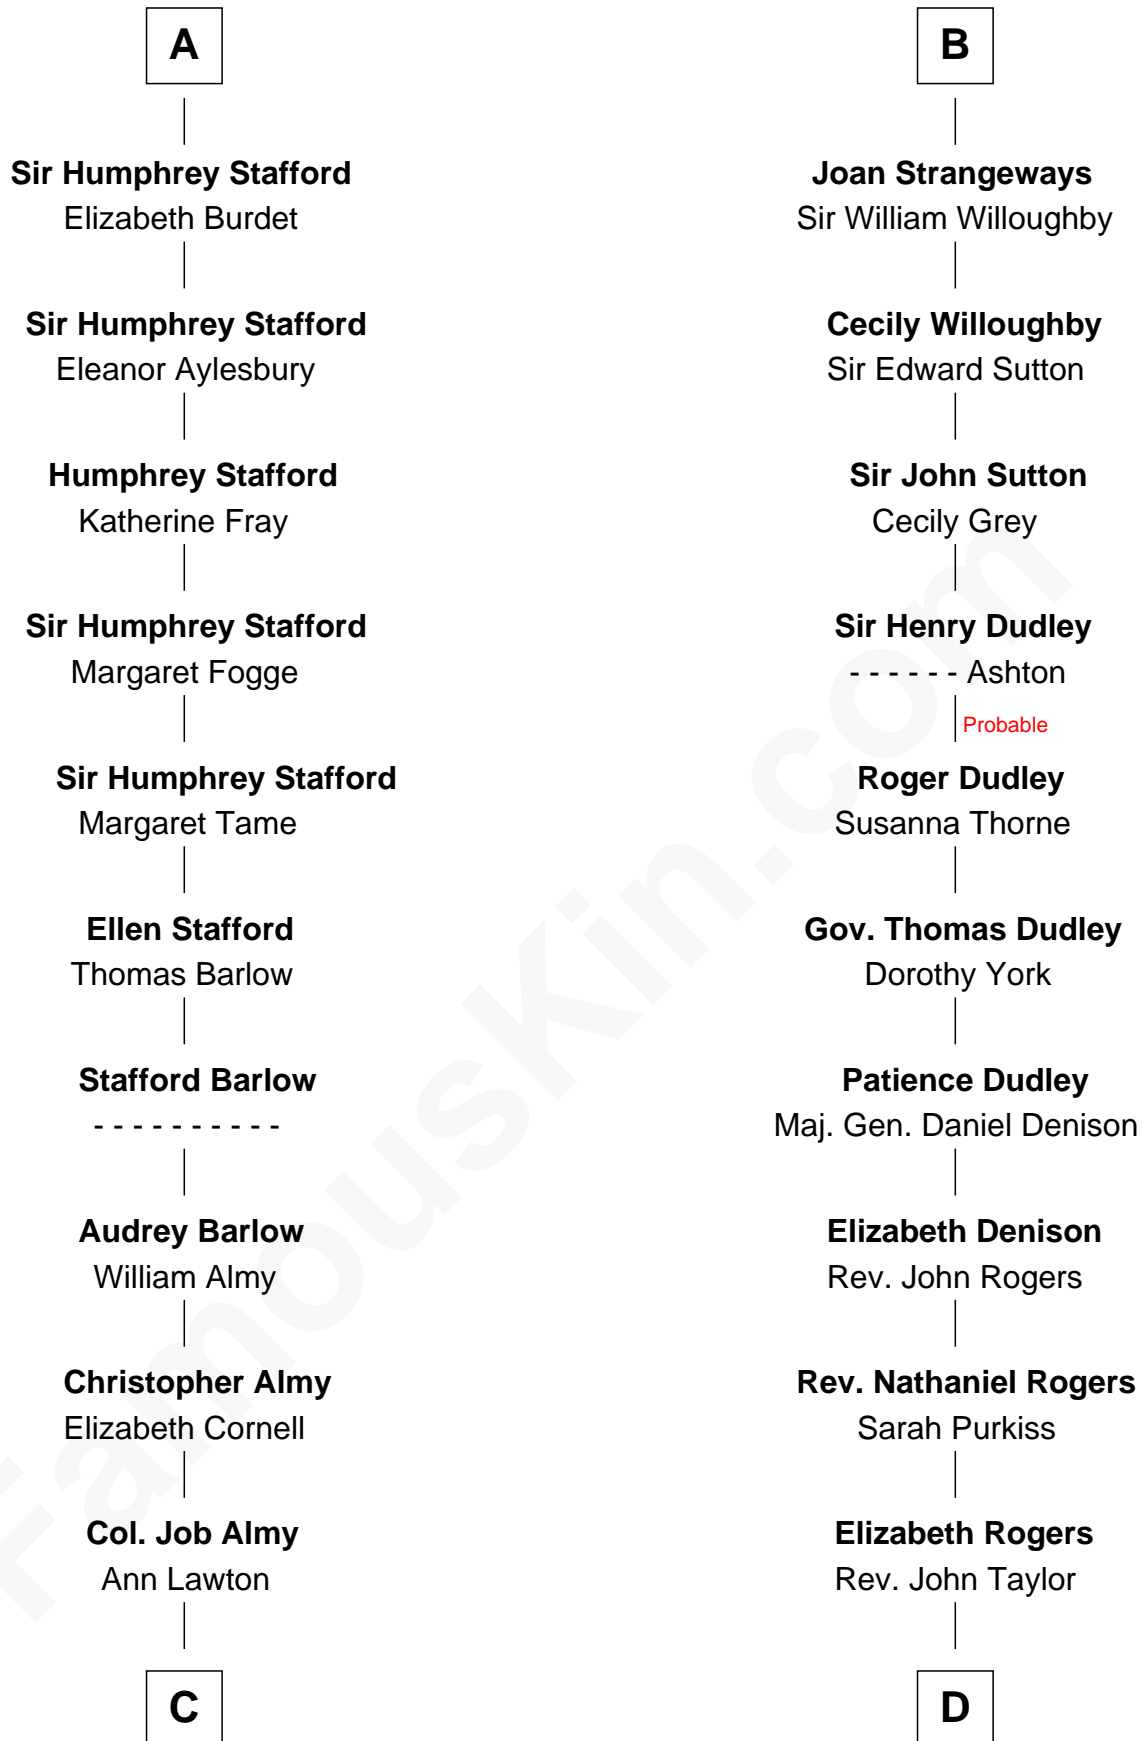 A
Sir Humphrey Stafford
Elizabeth Burdet
Sir Humphrey Stafford
Eleanor Aylesbury
Humphrey Stafford
Katherine Fray
Sir Humphrey Stafford
Margaret Fogge
Sir Humphrey Stafford
Margaret Tame
Ellen Stafford
Thomas Barlow
Stafford Barlow
- - - - - - - - - -
Audrey Barlow
William Almy
Christopher Almy
Elizabeth Cornell
Col. Job Almy
Ann Lawton
C
B
Joan Strangeways
Sir William Willoughby
Cecily Willoughby
Sir Edward Sutton
Sir John Sutton
Cecily Grey
Sir Henry Dudley
- - - - - - Ashton
Probable
Roger Dudley
Susanna Thorne
Gov. Thomas Dudley
Dorothy York
Patience Dudley
Maj. Gen. Daniel Denison
Elizabeth Denison
Rev. John Rogers
Rev. Nathaniel Rogers
Sarah Purkiss
Elizabeth Rogers
Rev. John Taylor
D
FamousKin.com